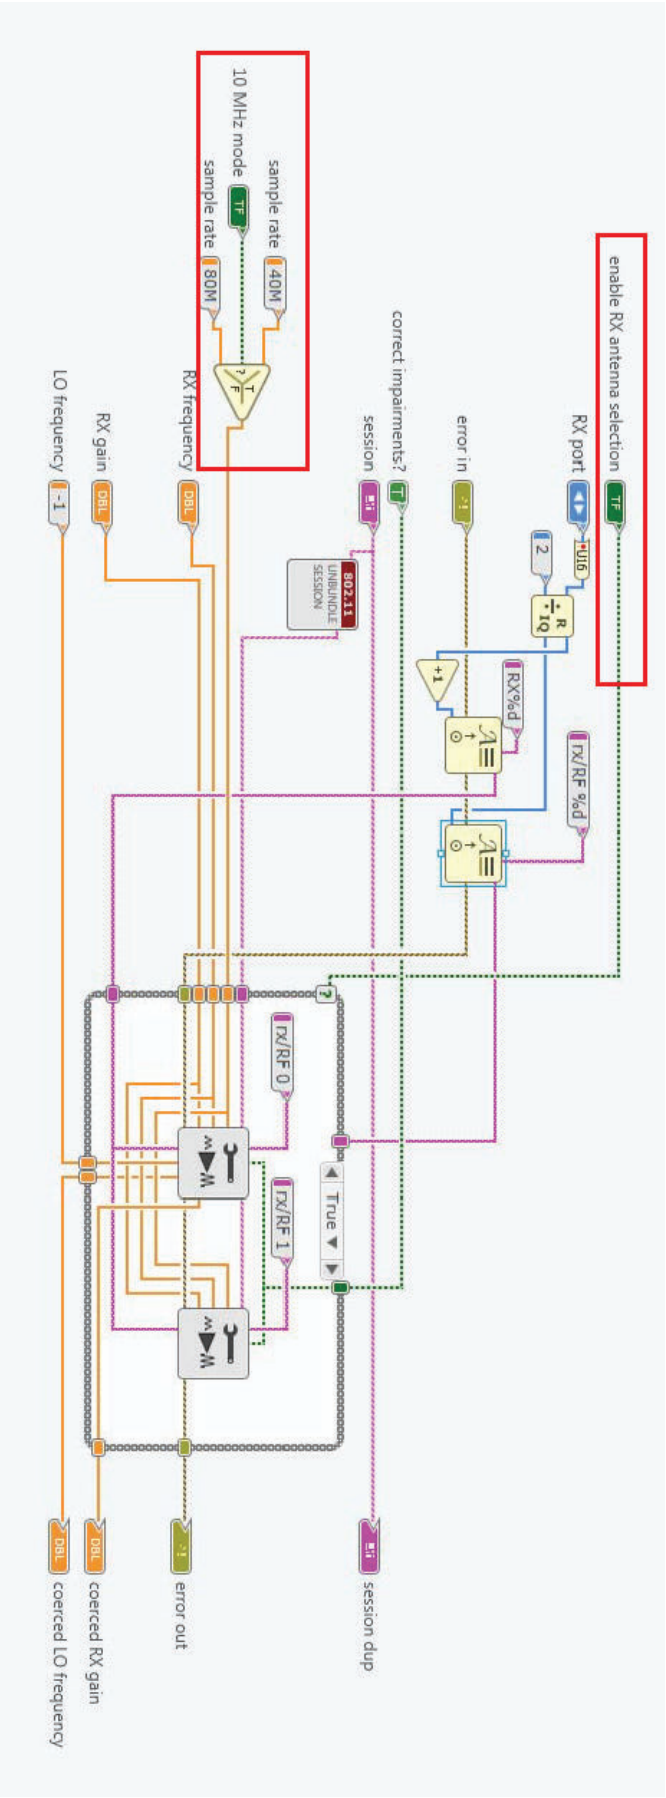 enable RX antenna selection
TF
RX port
U16
2
R
IQ
rx/RF %d
RX%d
+1
error in
correct impairments?
T
session
802.11
UNBUNDLE
SESSION
session dup
sample rate
40M
10 MHz mode
TF
sample rate
80M
T
?
F
RX frequency
DBL
RX gain
DBL
LO frequency
-1
?
True
rx/RF 0
rx/RF 1
error out
DBL
coerced RX gain
DBL
coerced LO frequency